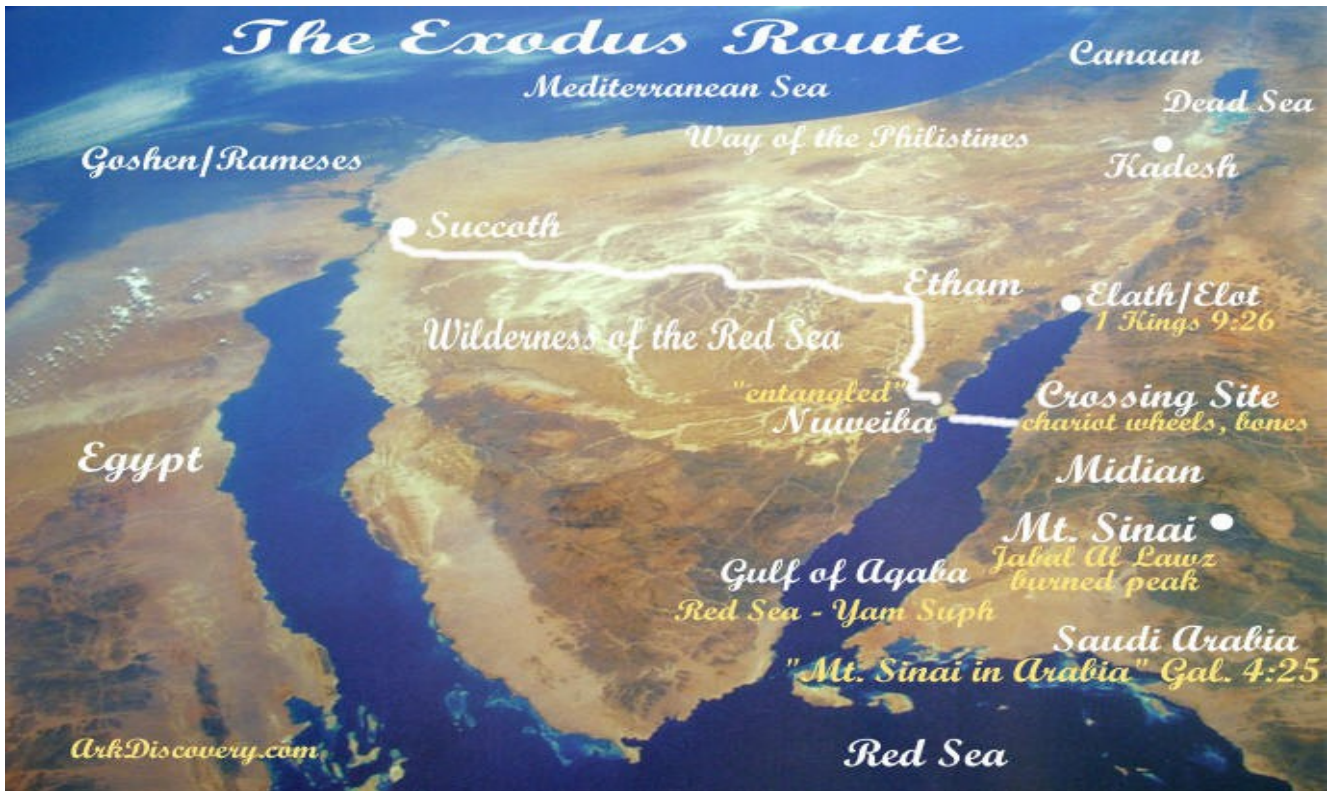 The Exodus Route
Canaan
Mediterranean Sea
Dead Sea
Way of the Philistines
Goshen/Rameses
Kadesh
Succoth
Etham
Elath/Elot
1 Kings 9:26
Wilderness of the Red Sea
"entangled"
Nuweiba
Crossing Site
chariot wheels, bones
Egypt
Midian
Mt. Sinai
Jabal Al Lawz
burned peak
Gulf of Aqaba
Red Sea - Yam Suph
Saudi Arabia
"Mt. Sinai in Arabia" Gal. 4:25
ArkDiscovery.com
Red Sea